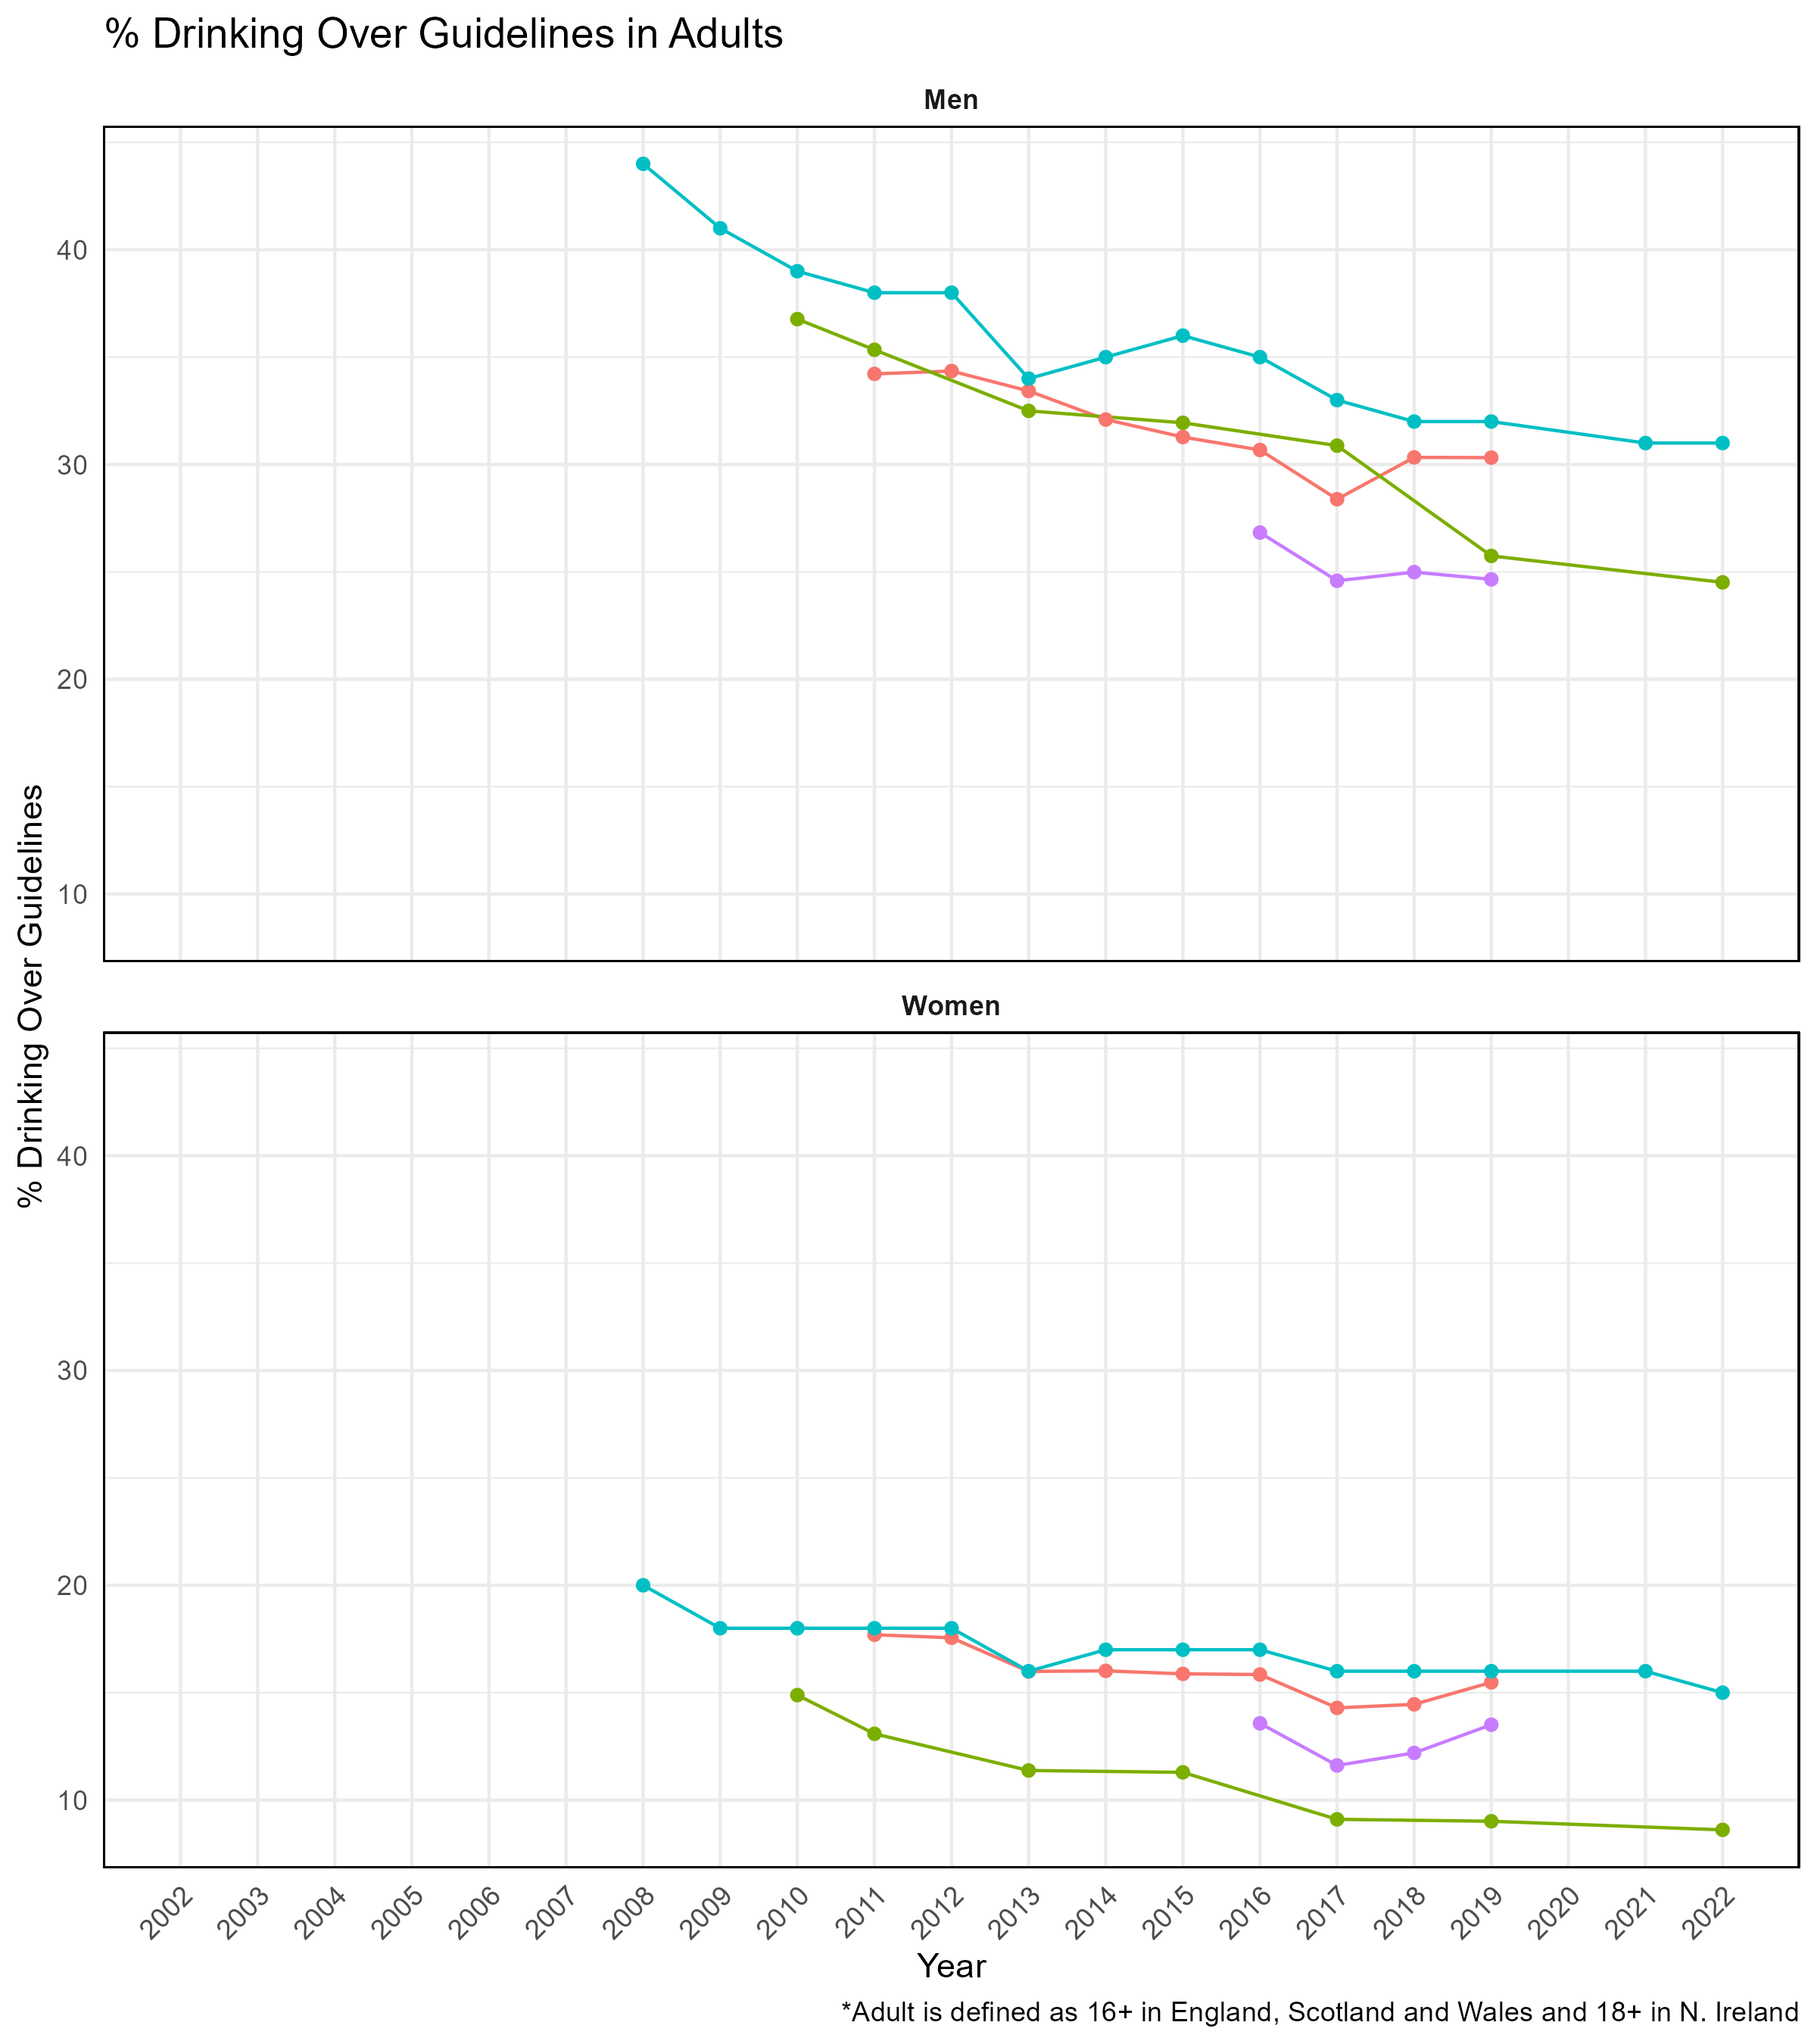 % Drinking Over Guidelines in Adults
Men
40
30
20
10
% Drinking Over Guidelines
Women
40
30
20
10
2002 2003 2004 2005 2006 2007 2008 2009 2010 2011 2012 2013 2014 2015 2016 2017 2018 2019 2020 2021 2022
Year
*Adult is defined as 16+ in England, Scotland and Wales and 18+ in N. Ireland